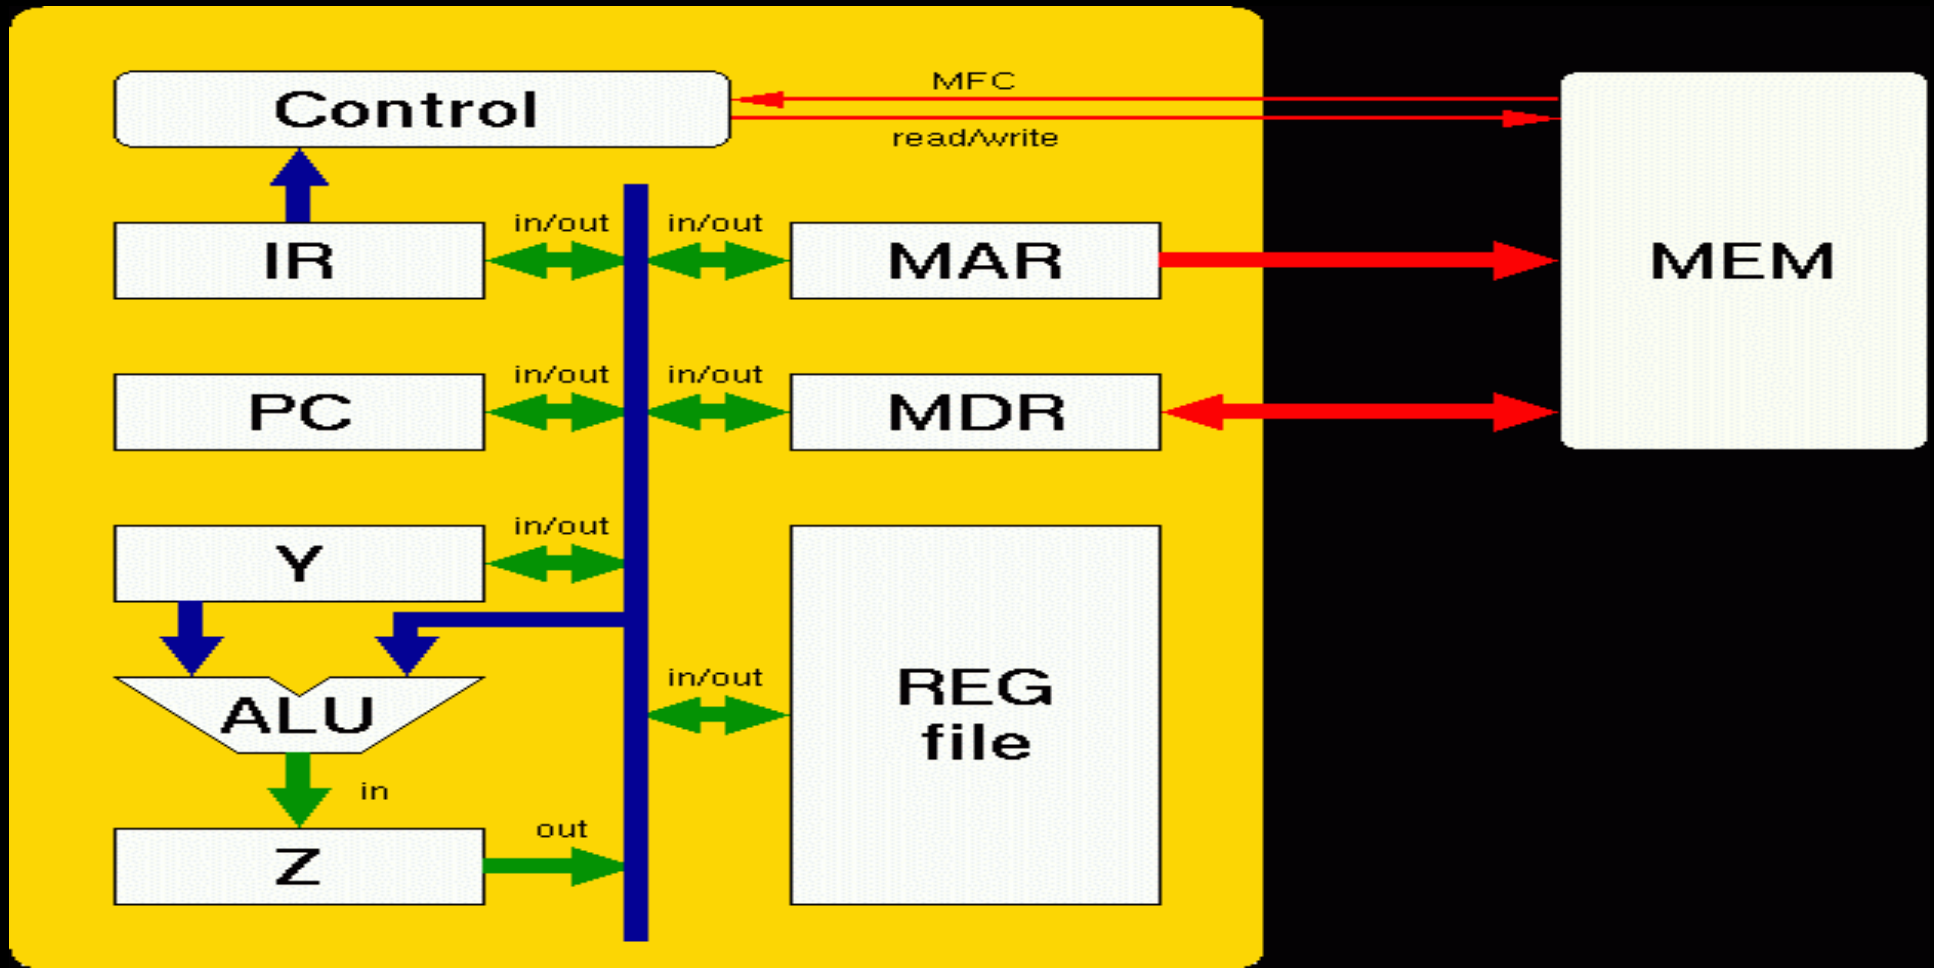 Control
MFC
read/write
MEM
in/out
in/out
IR
MAR
in/out
in/out
PC
MDR
in/out
Y
in/out
REG
file
ALU
in
out
Z